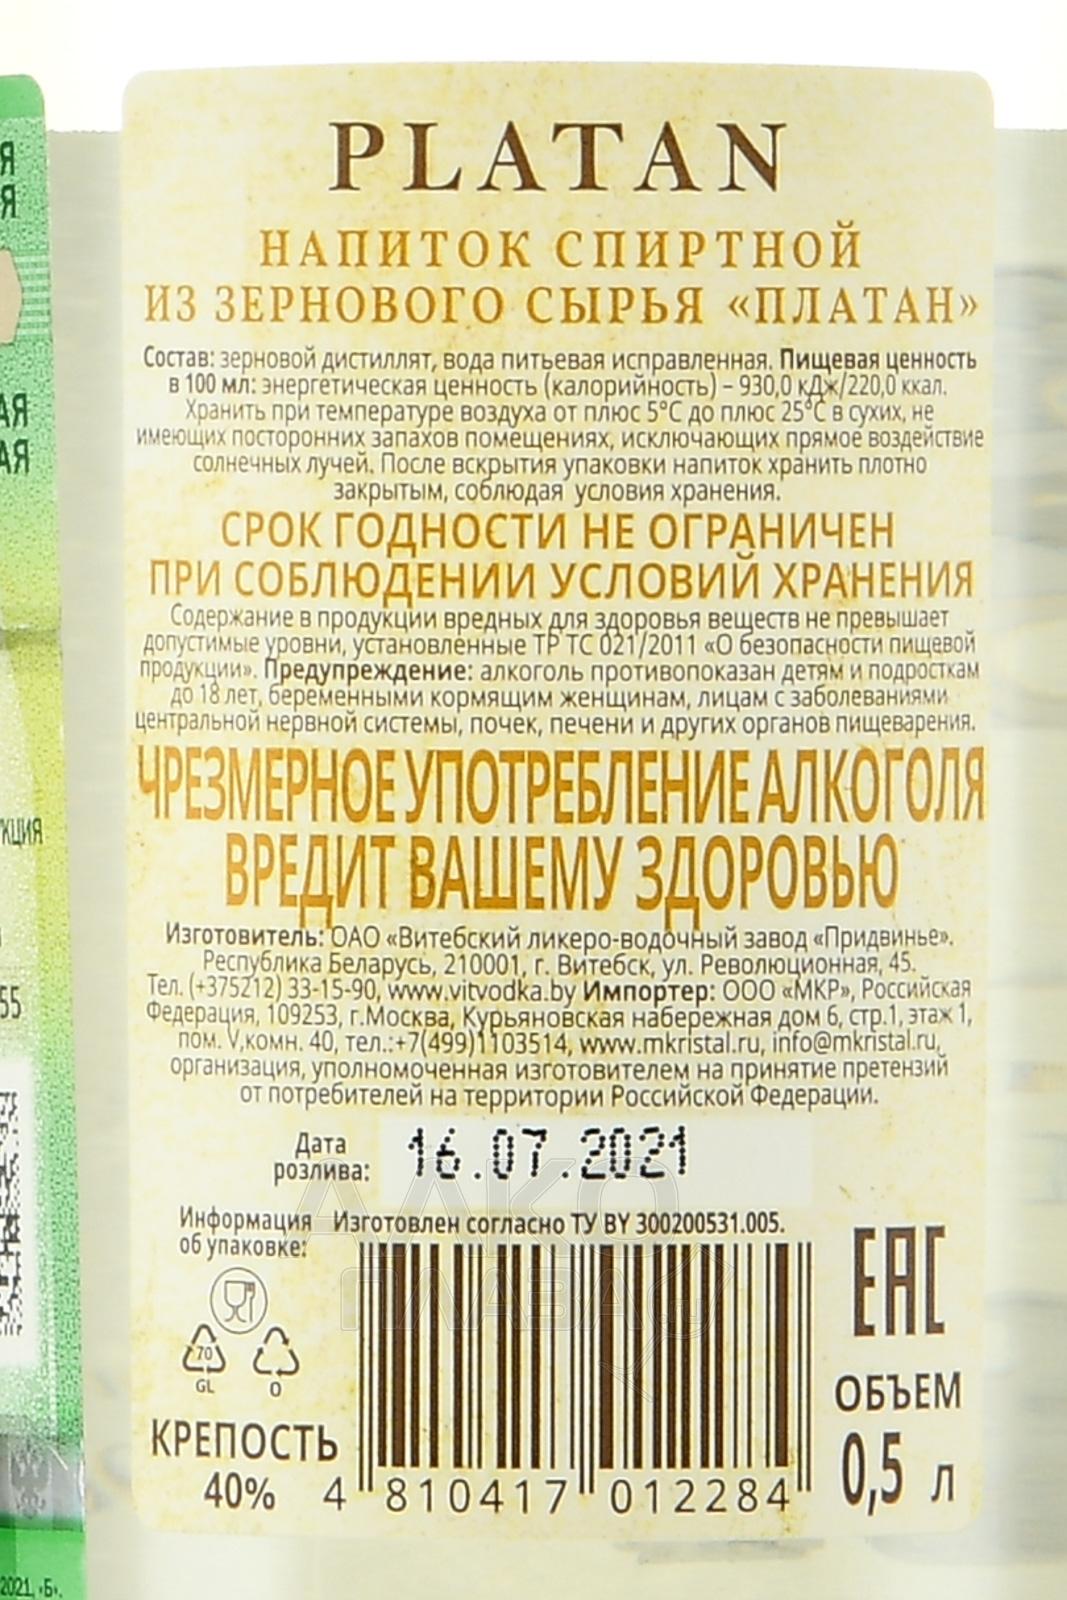 PLATAN
НАПИТОК СПИРТНОЙ
ИЗ ЗЕРНОВОГО СЫРЬЯ «ПЛАТАН»
Состав: зерновой дистиллят, вода питьевая исправленная. Пищевая ценность
в 100 мл: энергетическая ценность (калорийность) – 930,0 кДж/220,0 ккал.
Хранить при температуре воздуха от плюс 5°С до плюс 25°С в сухих, не
имеющих посторонних запахов помещениях, исключающих прямое воздействие
солнечных лучей. После вскрытия упаковки напиток хранить плотно
закрытым, соблюдая условия хранения.
СРОК ГОДНОСТИ НЕ ОГРАНИЧЕН
ПРИ СОБЛЮДЕНИИ УСЛОВИЙ ХРАНЕНИЯ
Содержание в продукции вредных для здоровья веществ не превышает
допустимые уровни, установленные ТР ТС 021/2011 «О безопасности пищевой
продукции». Предупреждение: алкоголь противопоказан детям и подросткам
до 18 лет, беременными кормящим женщинам, лицам с заболеваниями
центральной нервной системы, почек, печени и других органов пищеварения.
ЧРЕЗМЕРНОЕ УПОТРЕБЛЕНИЕ АЛКОГОЛЯ
ВРЕДИТ ВАШЕМУ ЗДОРОВЬЮ
Изготовитель: ОАО «Витебский ликеро-водочный завод «Придвинье».
Республика Беларусь, 210001, г. Витебск, ул. Революционная, 45.
Тел. (+375212) 33-15-90, www.vitvodka.by Импортер: ООО «МКР», Российская
Федерация, 109253, г.Москва, Курьяновская набережная дом 6, стр.1, этаж 1,
пом. V,комн. 40, тел.:+7(499)1103514, www.mkristal.ru, info@mkristal.ru,
организация, уполномоченная изготовителем на принятие претензий
от потребителей на территории Российской Федерации.
Дата
розлива:
16.07.2021
Информация
об упаковке:
Изготовлен согласно ТУ BY 300200531.005.
АЛКО
ПЛАЗА.ru
70
GL
O
ЕАС
ОБЪЕМ
0,5 л
КРЕПОСТЬ
40%
4 810417 012284
Я
Я
АЯ
АЯ
КЦИЯ
55
2021, «Б».